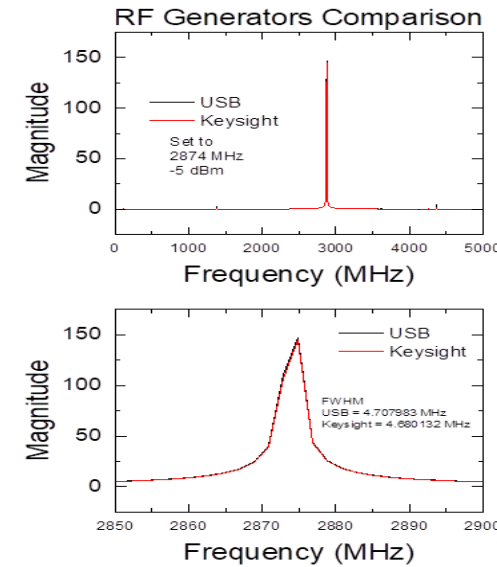 RF Generators Comparison
150
100
50
0
Magnitude
USB
Keysight
Set to
2874 MHz
-5 dBm
0 1000 2000 3000 4000 5000
Frequency (MHz)
150
100
50
0
Magnitude
USB
Keysight
FWHM
USB = 4.707983 MHz
Keysight = 4.680132 MHz
2850 2860 2870 2880 2890 2900
Frequency (MHz)